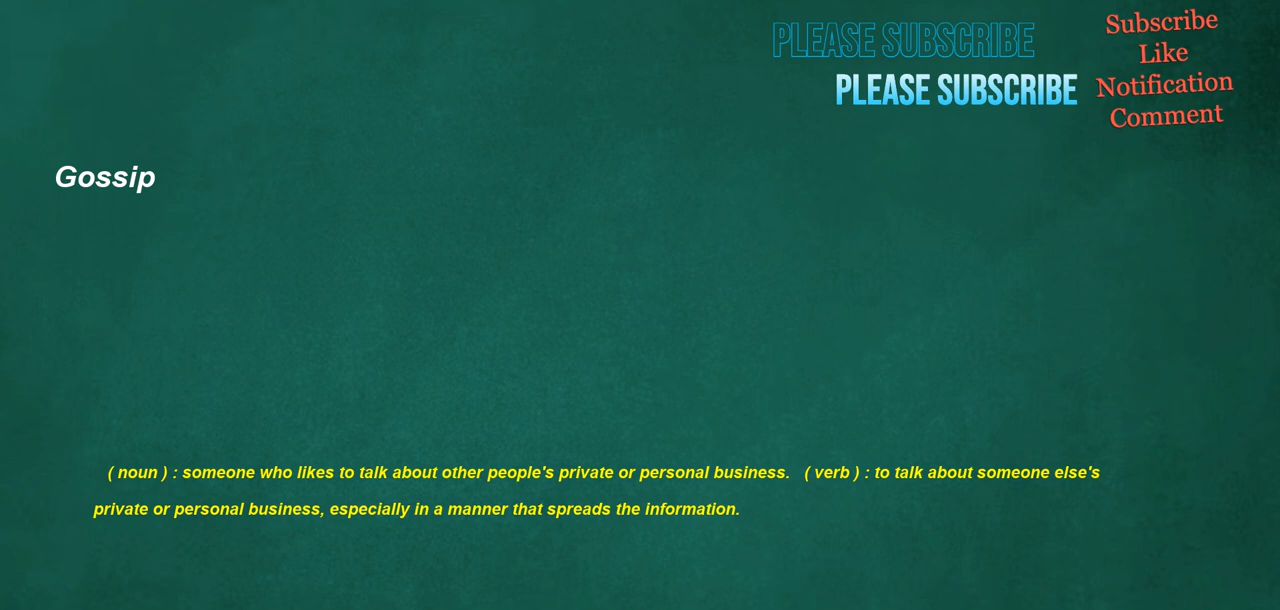 PLEASE SUBSCRIBE
PLEASE SUBSCRIBE
Subscribe
Like
Notification
Comment
Gossip
( noun ) : someone who likes to talk about other people's private or personal business. ( verb ) : to talk about someone else's
private or personal business, especially in a manner that spreads the information.